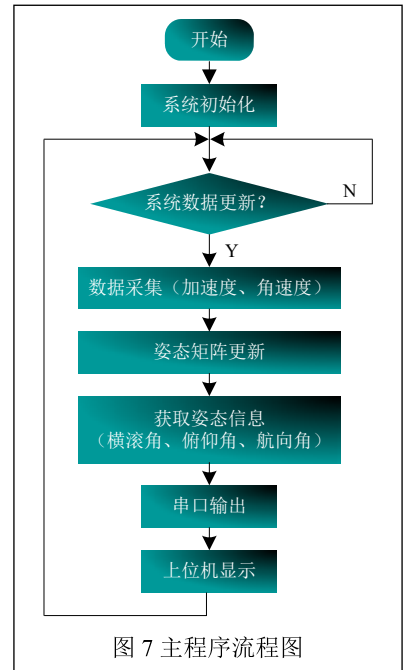 开始
系统初始化
系统数据更新?
N
Y
数据采集（加速度、角速度）
姿态矩阵更新
获取姿态信息
（横滚角、俯仰角、航向角）
串口输出
上位机显示
图 7 主程序流程图